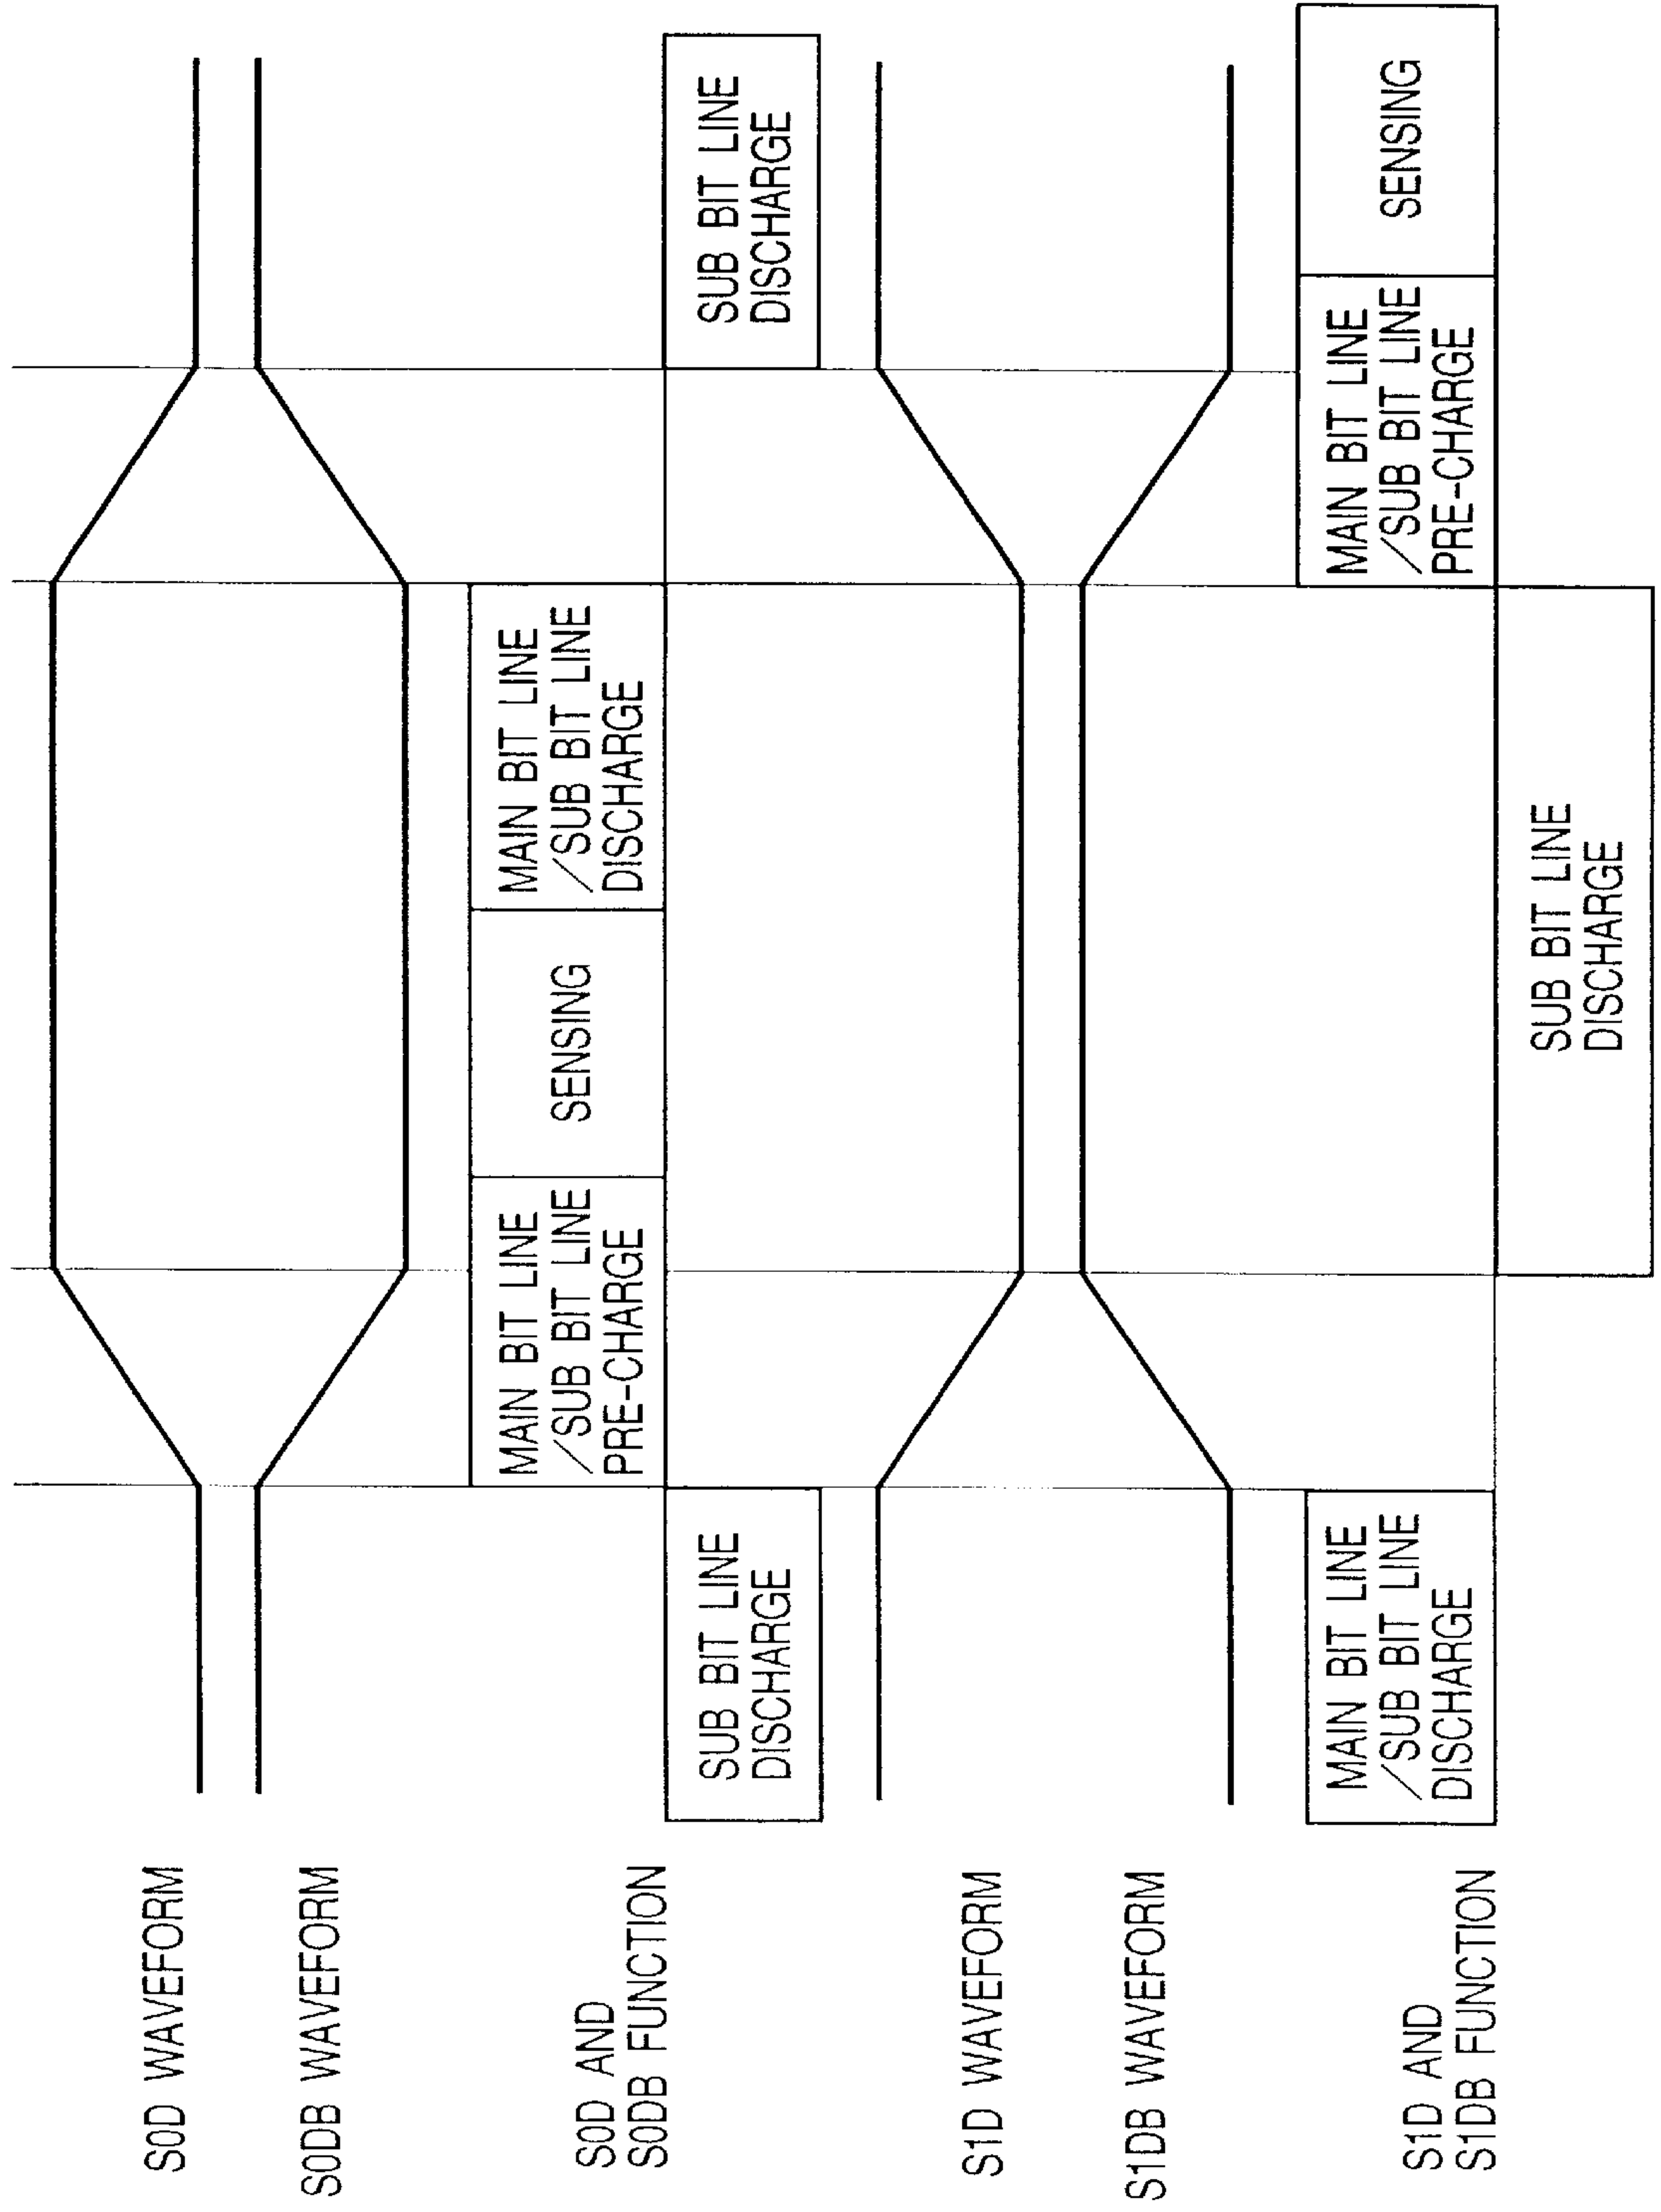 S0D WAVEFORM
S0DB WAVEFORM
S0D AND
S0DB FUNCTION
SUB BIT LINE
DISCHARGE
MAIN BIT LINE
/SUB BIT LINE
PRE-CHARGE
SENSING
MAIN BIT LINE
/SUB BIT LINE
DISCHARGE
SUB BIT LINE
DISCHARGE
S1D WAVEFORM
S1DB WAVEFORM
S1D AND
S1DB FUNCTION
MAIN BIT LINE
/SUB BIT LINE
DISCHARGE
SUB BIT LINE
DISCHARGE
MAIN BIT LINE
/SUB BIT LINE
PRE-CHARGE
SENSING